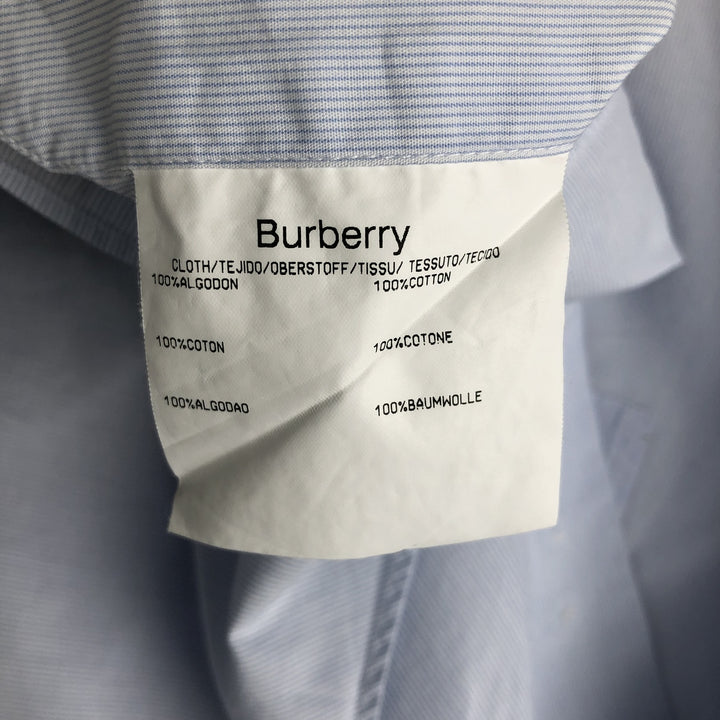 Burberry
CLOTH/TEJIDO/OBERSTOFF/TISSU/ TESSUTO/TECIDO
100%ALGODON 100%COTTON
100%COTON 100%COTONE
100%ALGODAO 100%BAUMWOLLE